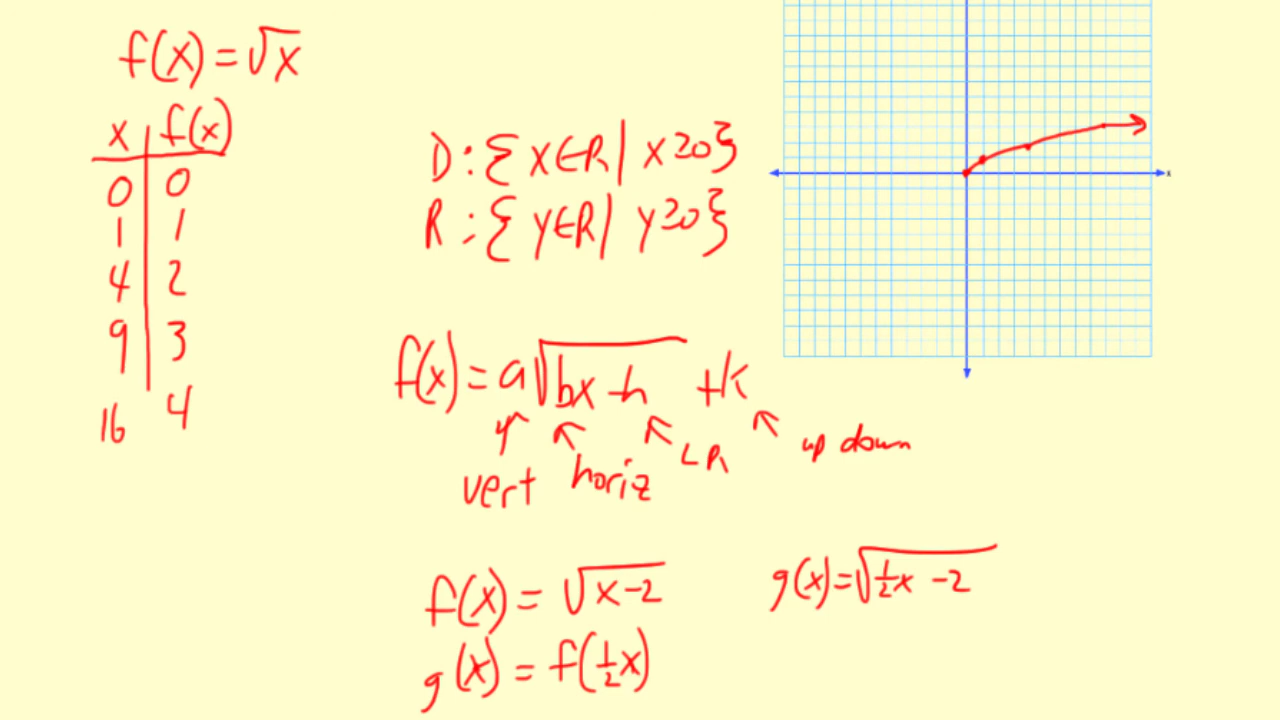 f(x) = √x
x | f(x)
0 | 0
1 | 1
4 | 2
9 | 3
16 4
D : { x∈R | x≥0 }
R : { y∈R | y≥0 }
x
f(x) = a√(bx - h) + k
vert horiz L R up down
f(x) = √(x-2)
g(x) = f(½x)
g(x) = √(½x - 2)